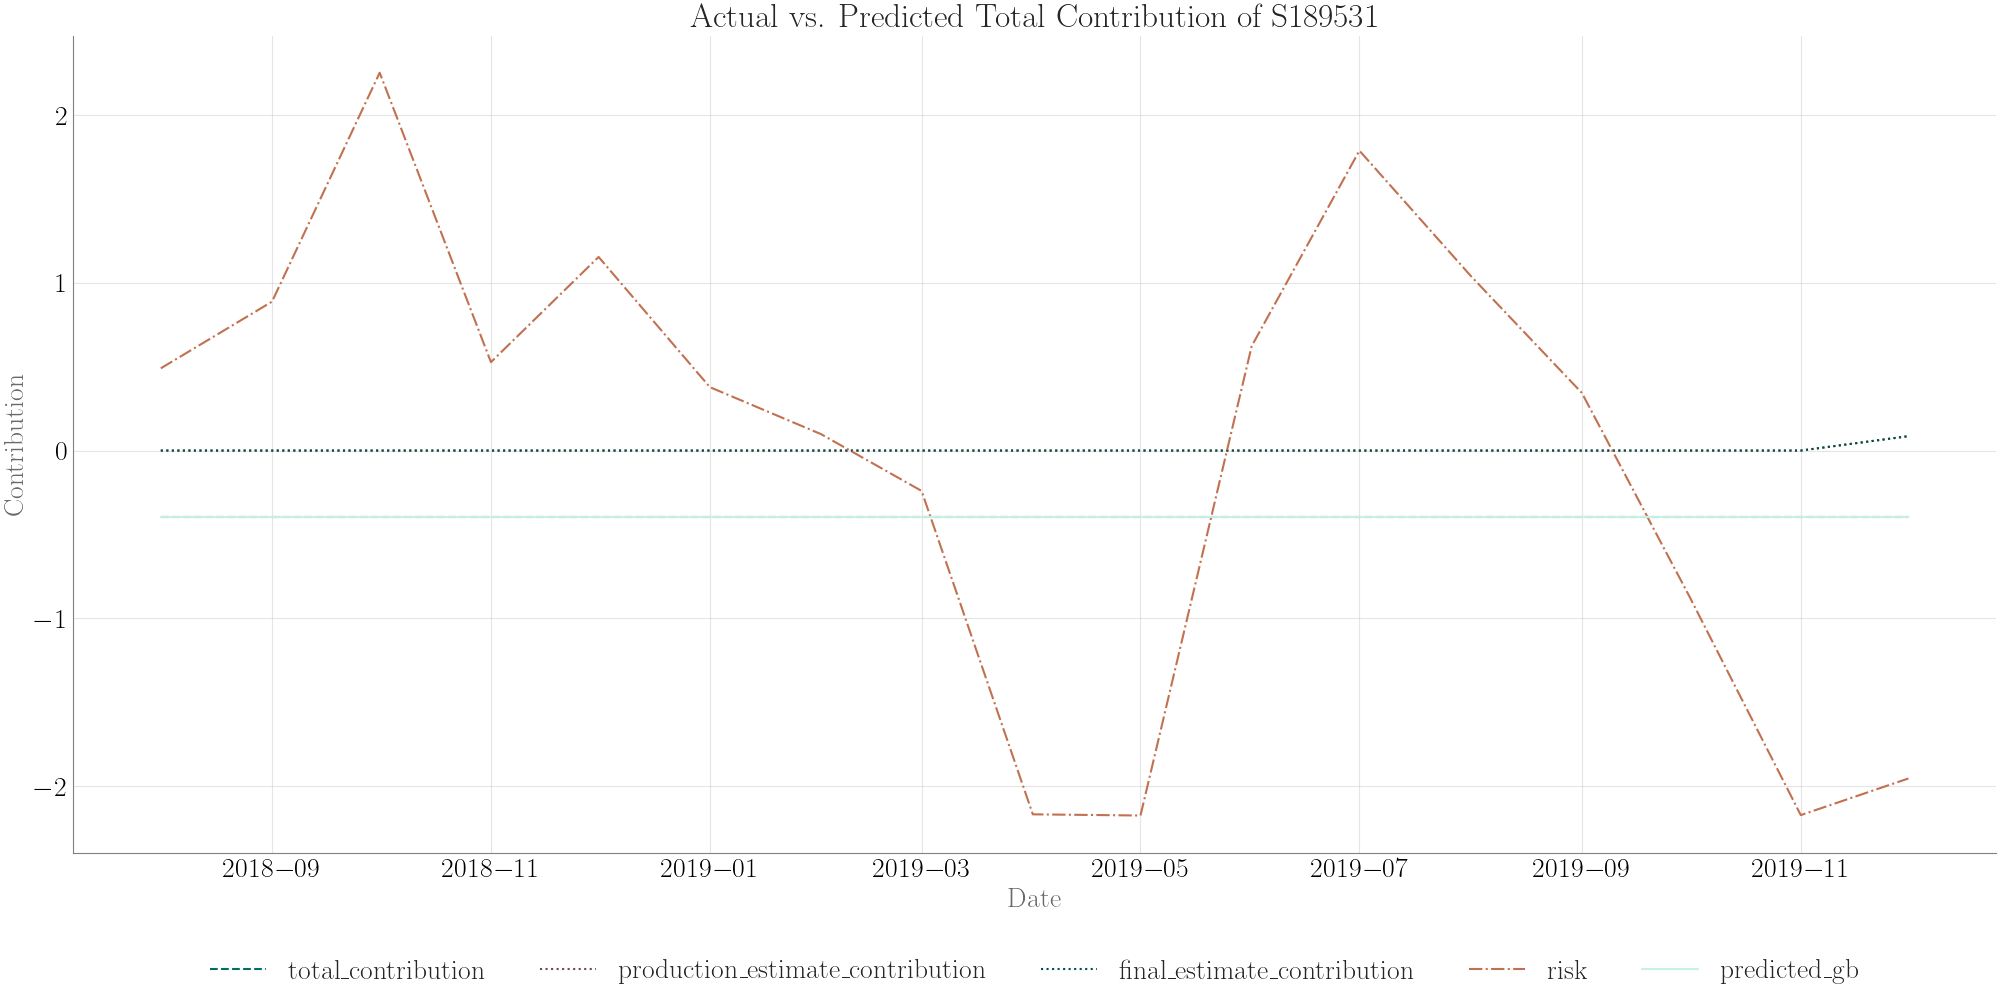 Actual vs. Predicted Total Contribution of S189531
2
1
0
−1
−2
Contribution
2018−09 2018−11 2019−01 2019−03 2019−05 2019−07 2019−09 2019−11
Date
total_contribution production_estimate_contribution final_estimate_contribution risk predicted_gb